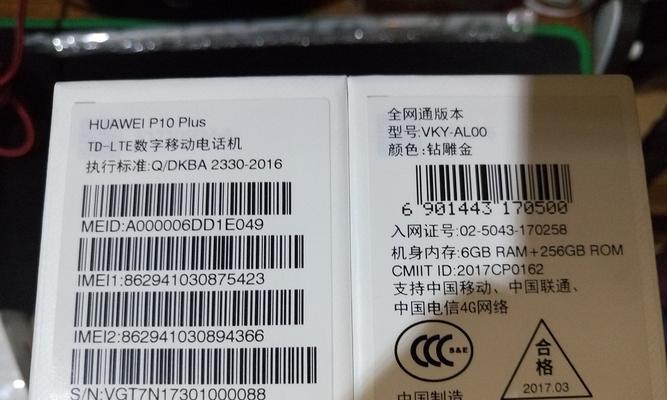 HUAWEI P10 Plus
TD-LTE数字移动电话机
执行标准:Q/DKBA 2330-2016
MEID:A000006DD1E049
IMEI1:862941030875423
IMEI2:862941030894366
S/N:VGT7N17301000088
全网通版本
型号:VKY-AL00
颜色:钻雕金
6 901443 170500
入网证号:02-5043-170258
机身内存:6GB RAM+256GB ROM
CMIIT ID:2017CP0162
支持中国移动、中国联通、
中国电信4G网络
CCC S&E
中国制造
合格
2017.03